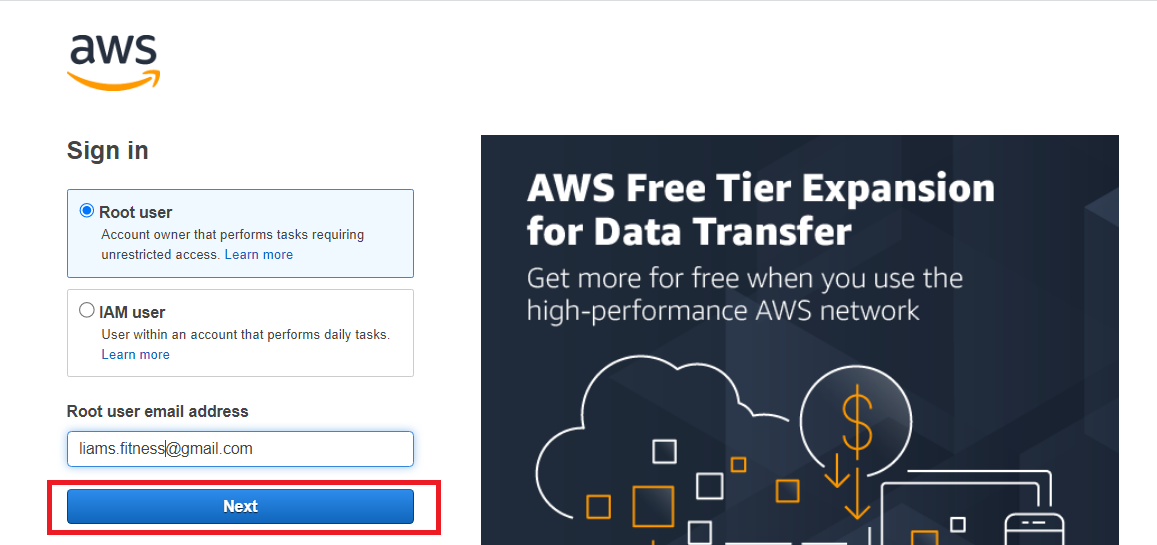 aws
Sign in
Root user
Account owner that performs tasks requiring
unrestricted access. Learn more
IAM user
User within an account that performs daily tasks.
Learn more
Root user email address
liams.fitness@gmail.com
Next
AWS Free Tier Expansion
for Data Transfer
Get more for free when you use the
high-performance AWS network
$